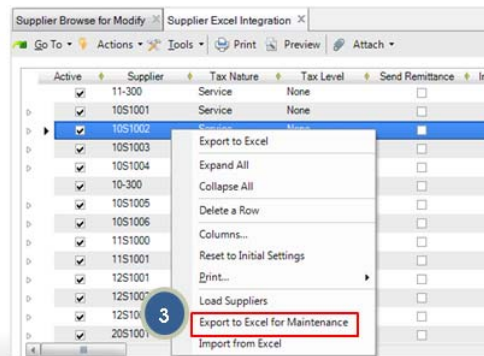 Supplier Browse for Modify Supplier Excel Integration
Go To Actions Tools Print Preview Attach
Active Supplier Tax Nature Tax Level Send Remittance
11-300 Service None
10S1001 Service None
10S1002
10S1003
10S1004
10-300
10S1005
10S1006
11S1000
11S1001
12S1001
20S1001
Export to Excel
Expand All
Collapse All
Delete a Row
Columns...
Reset to Initial Settings
Print...
Load Suppliers
3 Export to Excel for Maintenance
Import from Excel